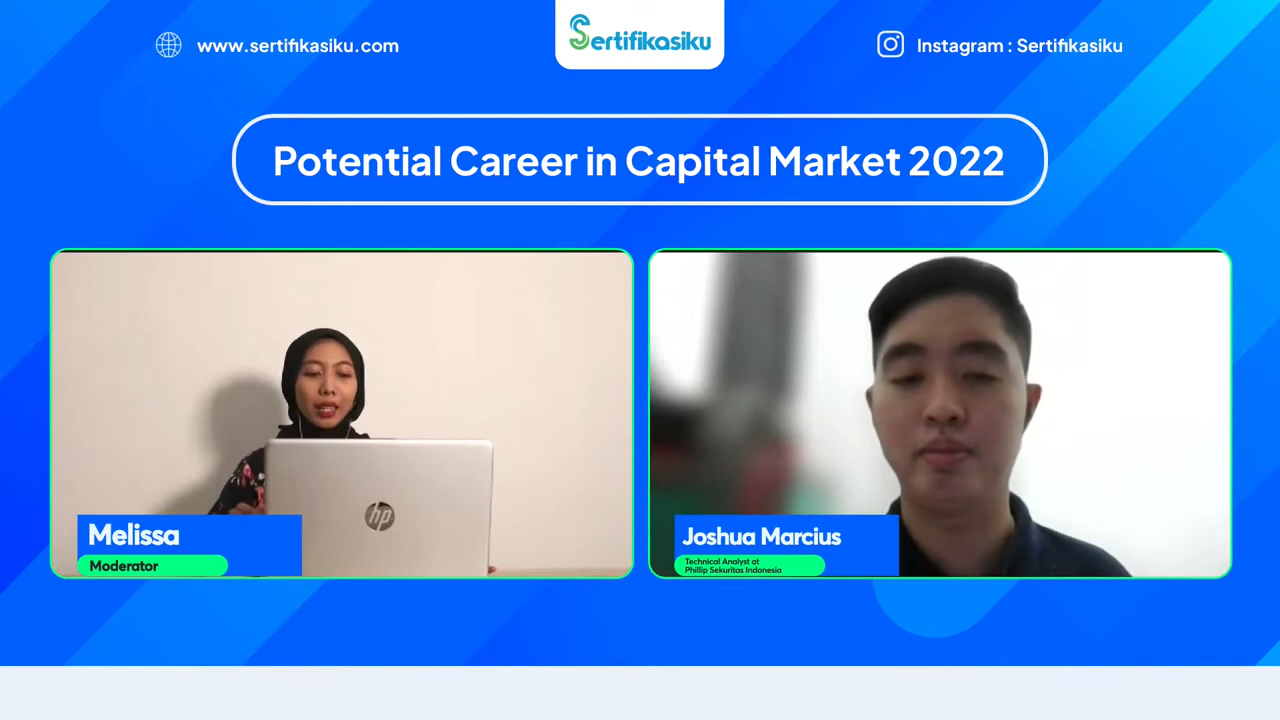 www.sertifikasiku.com
Sertifikasiku
Instagram : Sertifikasiku
Potential Career in Capital Market 2022
hp
Melissa
Moderator
Joshua Marcius
Technical Analyst at
Phillip Sekuritas Indonesia